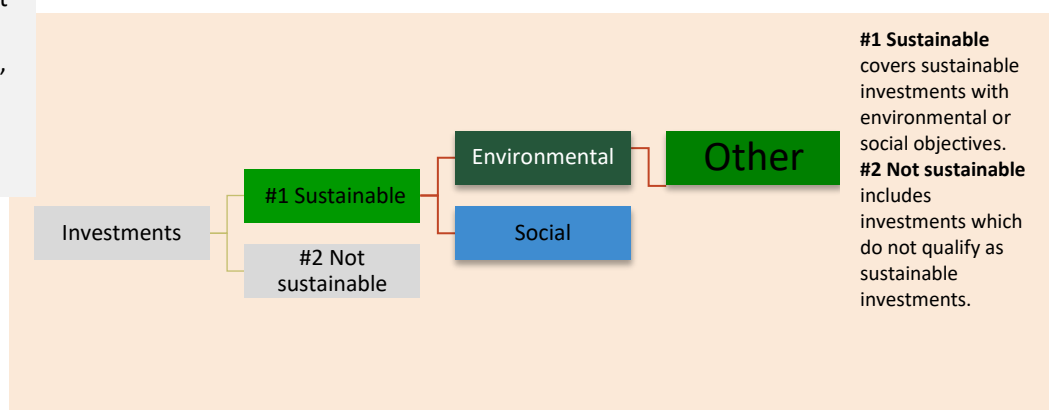 t
,
Investments
#1 Sustainable
#2 Not
sustainable
Environmental
Social
Other
#1 Sustainable
covers sustainable
investments with
environmental or
social objectives.
#2 Not sustainable
includes
investments which
do not qualify as
sustainable
investments.